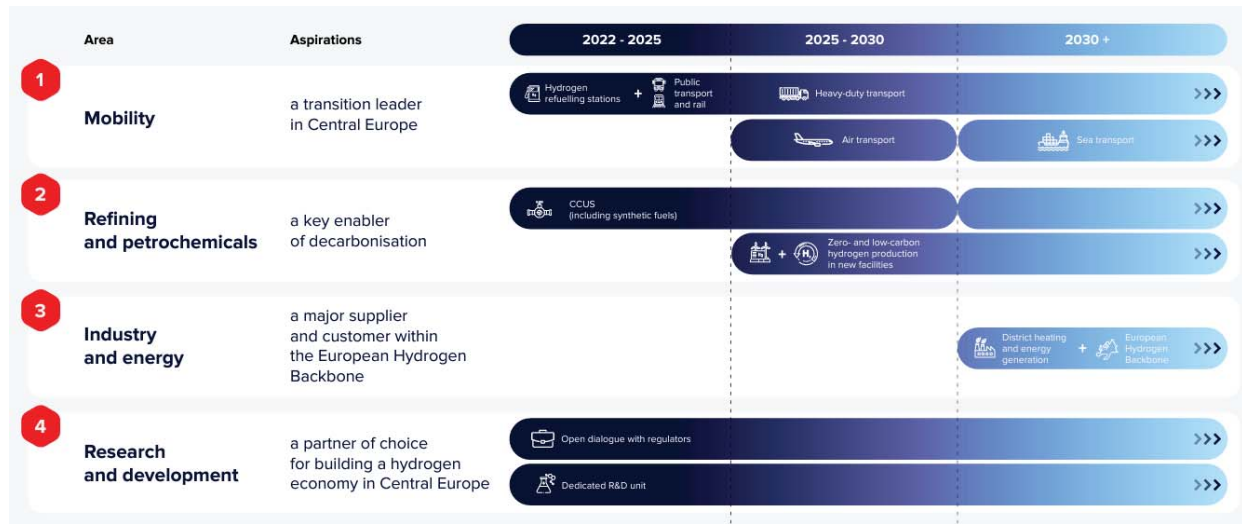 Area
Aspirations
2022 - 2025
2025 - 2030
2030 +
1
Mobility
a transition leader
in Central Europe
Hydrogen
refuelling stations
+
Public
transport
and rail
Heavy-duty transport
>>>
Air transport
Sea transport
>>>
2
Refining
and petrochemicals
a key enabler
of decarbonisation
CCUS
(including synthetic fuels)
>>>
+
H₂
Zero- and low-carbon
hydrogen production
in new facilities
>>>
3
Industry
and energy
a major supplier
and customer within
the European Hydrogen
Backbone
District heating
and energy
generation
+
European
Hydrogen
Backbone
>>>
4
Research
and development
a partner of choice
for building a hydrogen
economy in Central Europe
Open dialogue with regulators
>>>
Dedicated R&D unit
>>>